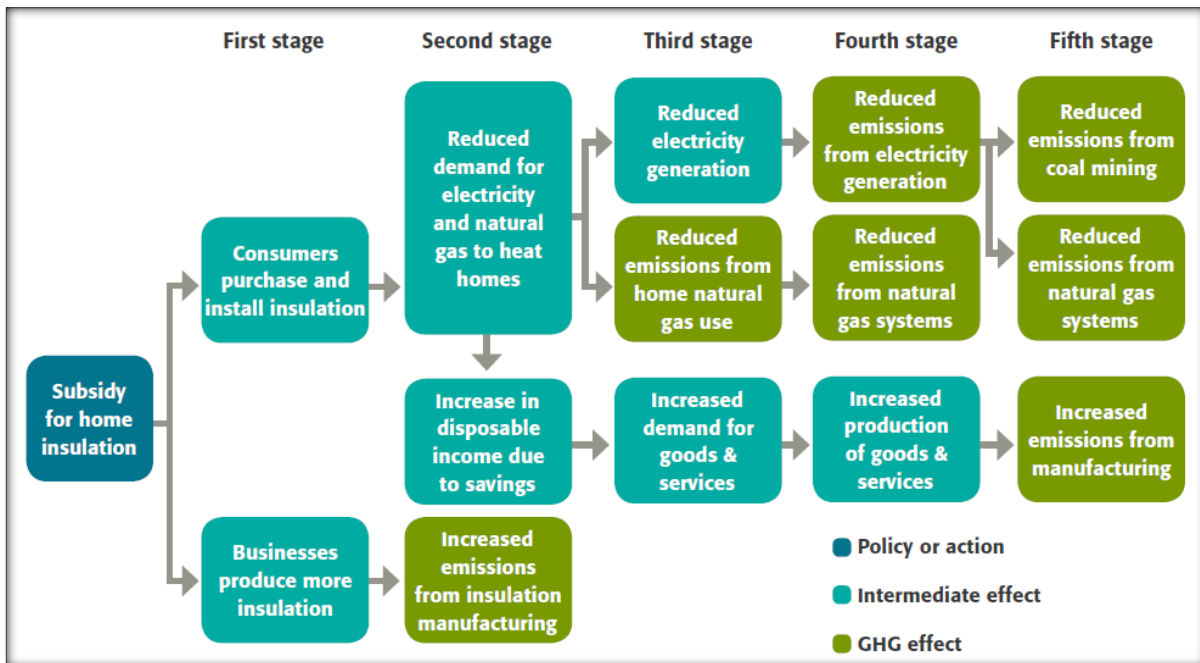 First stage
Second stage
Third stage
Fourth stage
Fifth stage
Subsidy
for home
insulation
Consumers
purchase and
install insulation
Businesses
produce more
insulation
Reduced
demand for
electricity
and natural
gas to heat
homes
Increase in
disposable
income due
to savings
Increased
emissions
from insulation
manufacturing
Reduced
electricity
generation
Reduced
emissions from
home natural
gas use
Increased
demand for
goods &
services
Reduced
emissions
from electricity
generation
Reduced
emissions
from natural
gas systems
Increased
production
of goods &
services
Reduced
emissions from
coal mining
Reduced
emissions from
natural gas
systems
Increased
emissions from
manufacturing
Policy or action
Intermediate effect
GHG effect